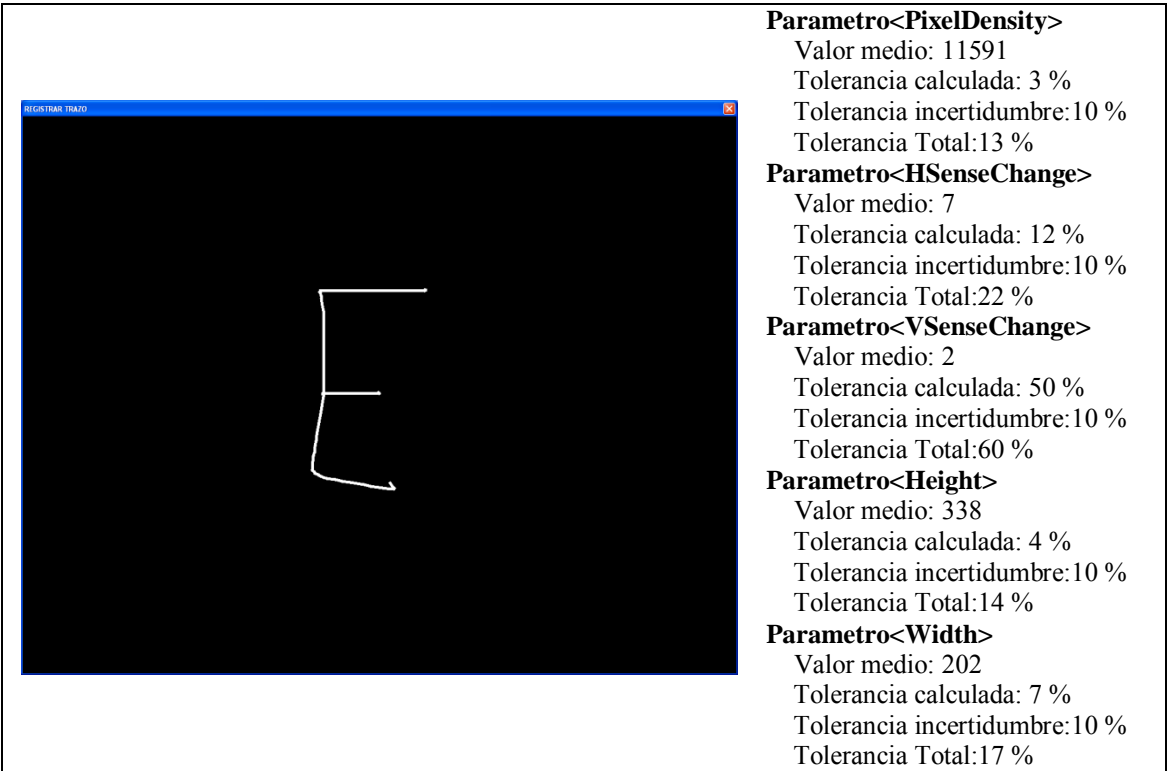 REGISTRAR TRAZO
E
Parametro<PixelDensity>
Valor medio: 11591
Tolerancia calculada: 3 %
Tolerancia incertidumbre:10 %
Tolerancia Total:13 %
Parametro<HSenseChange>
Valor medio: 7
Tolerancia calculada: 12 %
Tolerancia incertidumbre:10 %
Tolerancia Total:22 %
Parametro<VSenseChange>
Valor medio: 2
Tolerancia calculada: 50 %
Tolerancia incertidumbre:10 %
Tolerancia Total:60 %
Parametro<Height>
Valor medio: 338
Tolerancia calculada: 4 %
Tolerancia incertidumbre:10 %
Tolerancia Total:14 %
Parametro<Width>
Valor medio: 202
Tolerancia calculada: 7 %
Tolerancia incertidumbre:10 %
Tolerancia Total:17 %